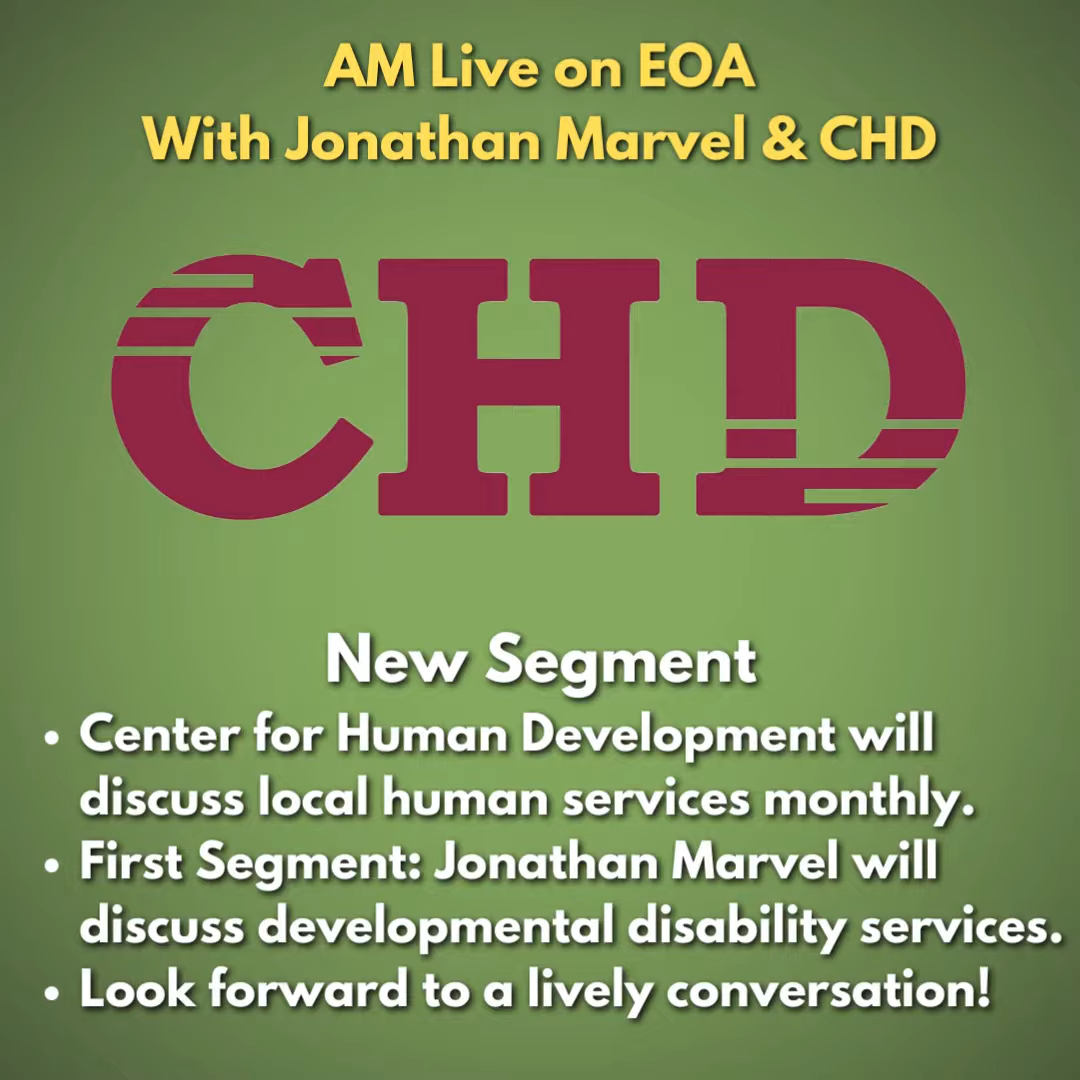 AM Live on EOA
With Jonathan Marvel & CHD
CHD
New Segment
• Center for Human Development will
discuss local human services monthly.
• First Segment: Jonathan Marvel will
discuss developmental disability services.
• Look forward to a lively conversation!